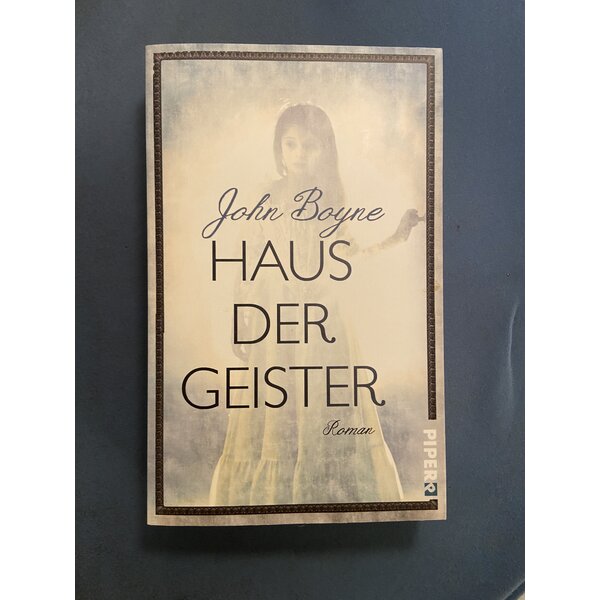 John Boyne
HAUS
DER
GEISTER
Roman
PIPER